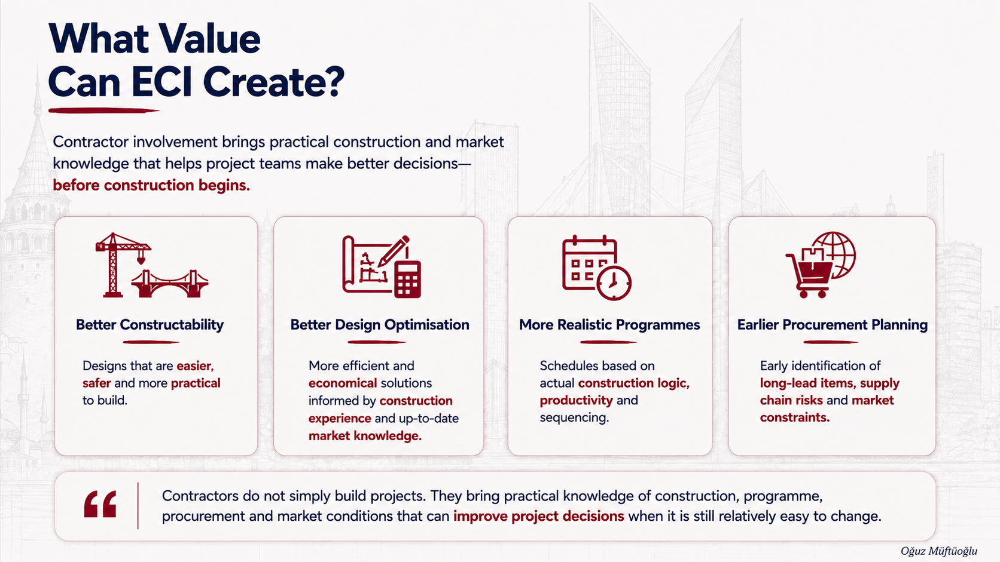 What Value
Can ECI Create?
Contractor involvement brings practical construction and market
knowledge that helps project teams make better decisions—
before construction begins.
Better Constructability
Designs that are easier,
safer and more practical
to build.
Better Design Optimisation
More efficient and
economical solutions
informed by construction
experience and up-to-date
market knowledge.
More Realistic Programmes
Schedules based on
actual construction logic,
productivity and
sequencing.
Earlier Procurement Planning
Early identification of
long-lead items, supply
chain risks and market
constraints.
Contractors do not simply build projects. They bring practical knowledge of construction, programme,
procurement and market conditions that can improve project decisions when it is still relatively easy to change.
Oğuz Müftüoğlu